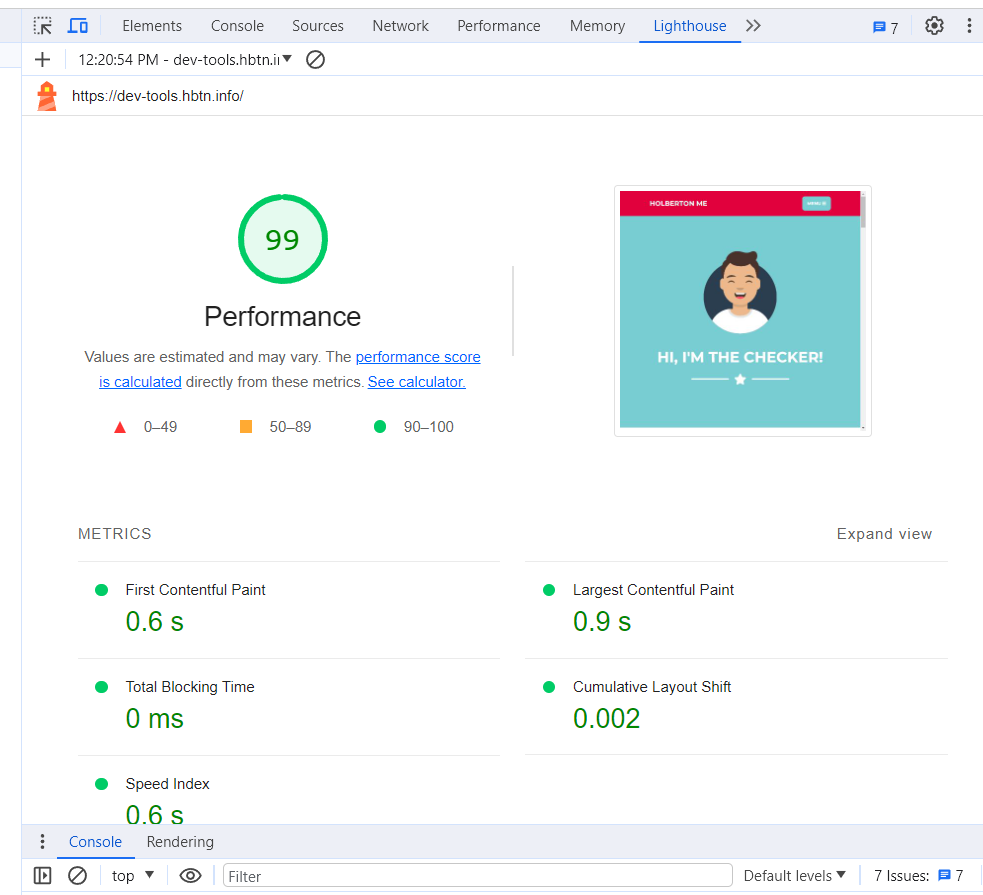 Elements Console Sources Network Performance Memory Lighthouse 7
12:20:54 PM - dev-tools.hbtn.in
https://dev-tools.hbtn.info/
HOLBERTON ME
HI, I'M THE CHECKER!
99
Performance
Values are estimated and may vary. The performance score
is calculated directly from these metrics. See calculator.
0–49 50–89 90–100
METRICS Expand view
First Contentful Paint
0.6 s
Largest Contentful Paint
0.9 s
Total Blocking Time
0 ms
Cumulative Layout Shift
0.002
Speed Index
0.6 s
Console Rendering
top Filter Default levels 7 Issues: 7